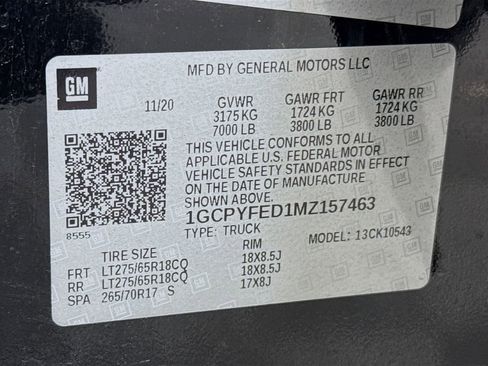 GM
MFD BY GENERAL MOTORS LLC
11/20 GVWR GAWR FRT GAWR RR
3175 KG 1724 KG 1724 KG
7000 LB 3800 LB 3800 LB
THIS VEHICLE CONFORMS TO ALL
APPLICABLE U.S. FEDERAL MOTOR
VEHICLE SAFETY STANDARDS IN EFFECT
ON THE DATE OF MANUFACTURE
SHOWN ABOVE.
1GCPYFED1MZ157463
8555
TYPE: TRUCK MODEL: 13CK10543
TIRE SIZE RIM
FRT LT275/65R18CQ 18X8.5J
RR LT275/65R18CQ 18X8.5J
SPA 265/70R17 S 17X8J